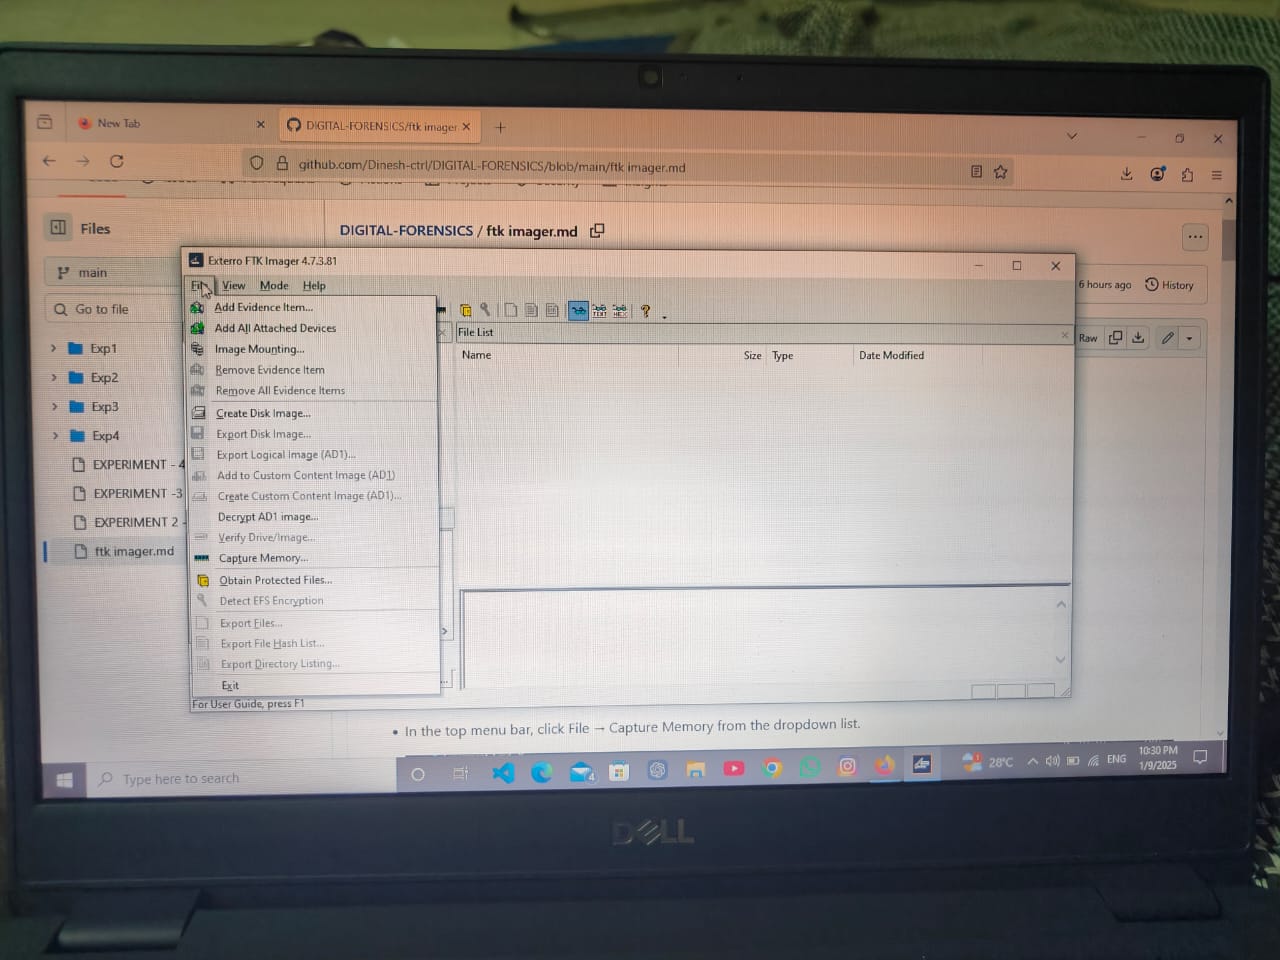 New Tab
DIGITAL-FORENSICS/ftk imager.
github.com/Dinesh-ctrl/DIGITAL-FORENSICS/blob/main/ftk imager.md
Files
DIGITAL-FORENSICS / ftk imager.md
main
Go to file
6 hours ago
History
Raw
Exp1
Exp2
Exp3
Exp4
EXPERIMENT - 4
EXPERIMENT -3
EXPERIMENT 2 -
ftk imager.md
Exterro FTK Imager 4.7.3.81
File View Mode Help
Add Evidence Item...
Add All Attached Devices
Image Mounting...
Remove Evidence Item
Remove All Evidence Items
Create Disk Image...
Export Disk Image...
Export Logical Image (AD1)...
Add to Custom Content Image (AD1)
Create Custom Content Image (AD1)...
Decrypt AD1 image...
Verify Drive/Image...
Capture Memory...
Obtain Protected Files...
Detect EFS Encryption
Export Files...
Export File Hash List...
Export Directory Listing...
Exit
TEXT
HEX
File List
Name Size Type Date Modified
For User Guide, press F1
• In the top menu bar, click File → Capture Memory from the dropdown list.
Type here to search
4
28°C
ENG
10:30 PM
1/9/2025
DELL